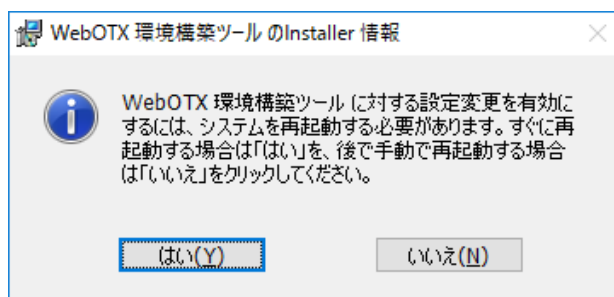 WebOTX 環境構築ツール のInstaller 情報
WebOTX 環境構築ツール に対する設定変更を有効に
するには、システムを再起動する必要があります。すぐに再
起動する場合は「はい」を、後で手動で再起動する場合
は「いいえ」をクリックしてください。
はい(Y)
いいえ(N)